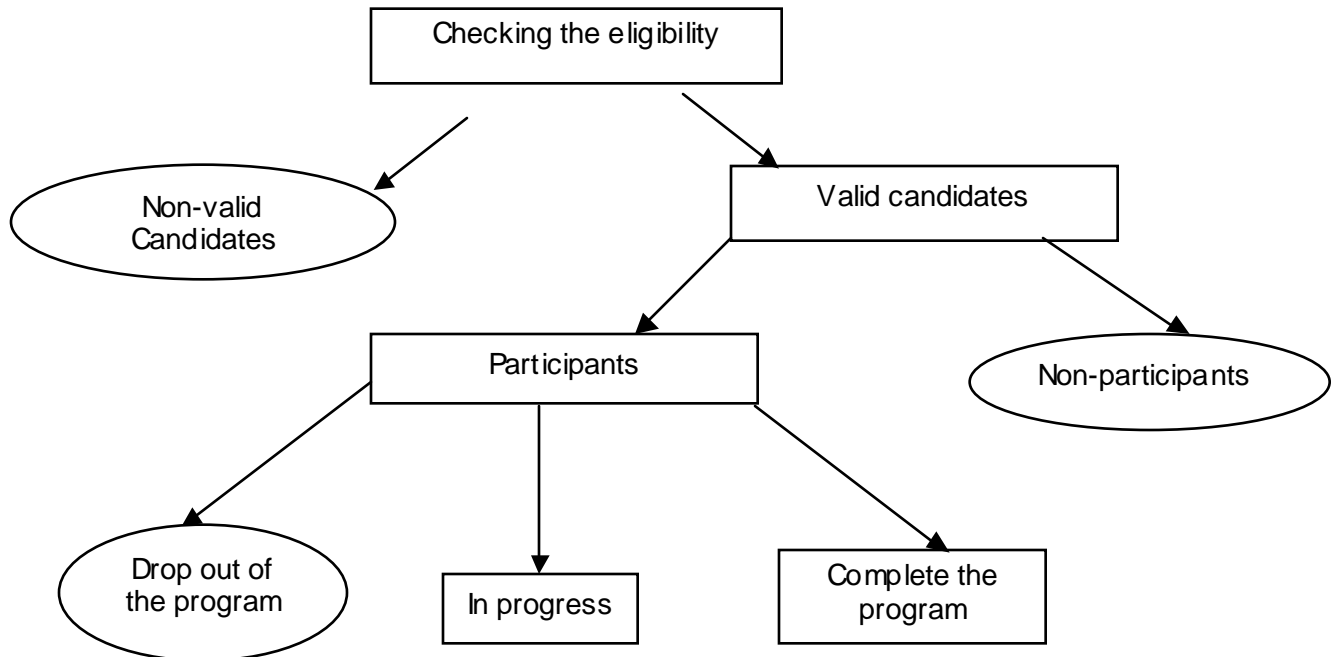 Checking the eligibility
Non-valid
Candidates
Valid candidates
Participants
Non-participants
Drop out of
the program
In progress
Complete the
program